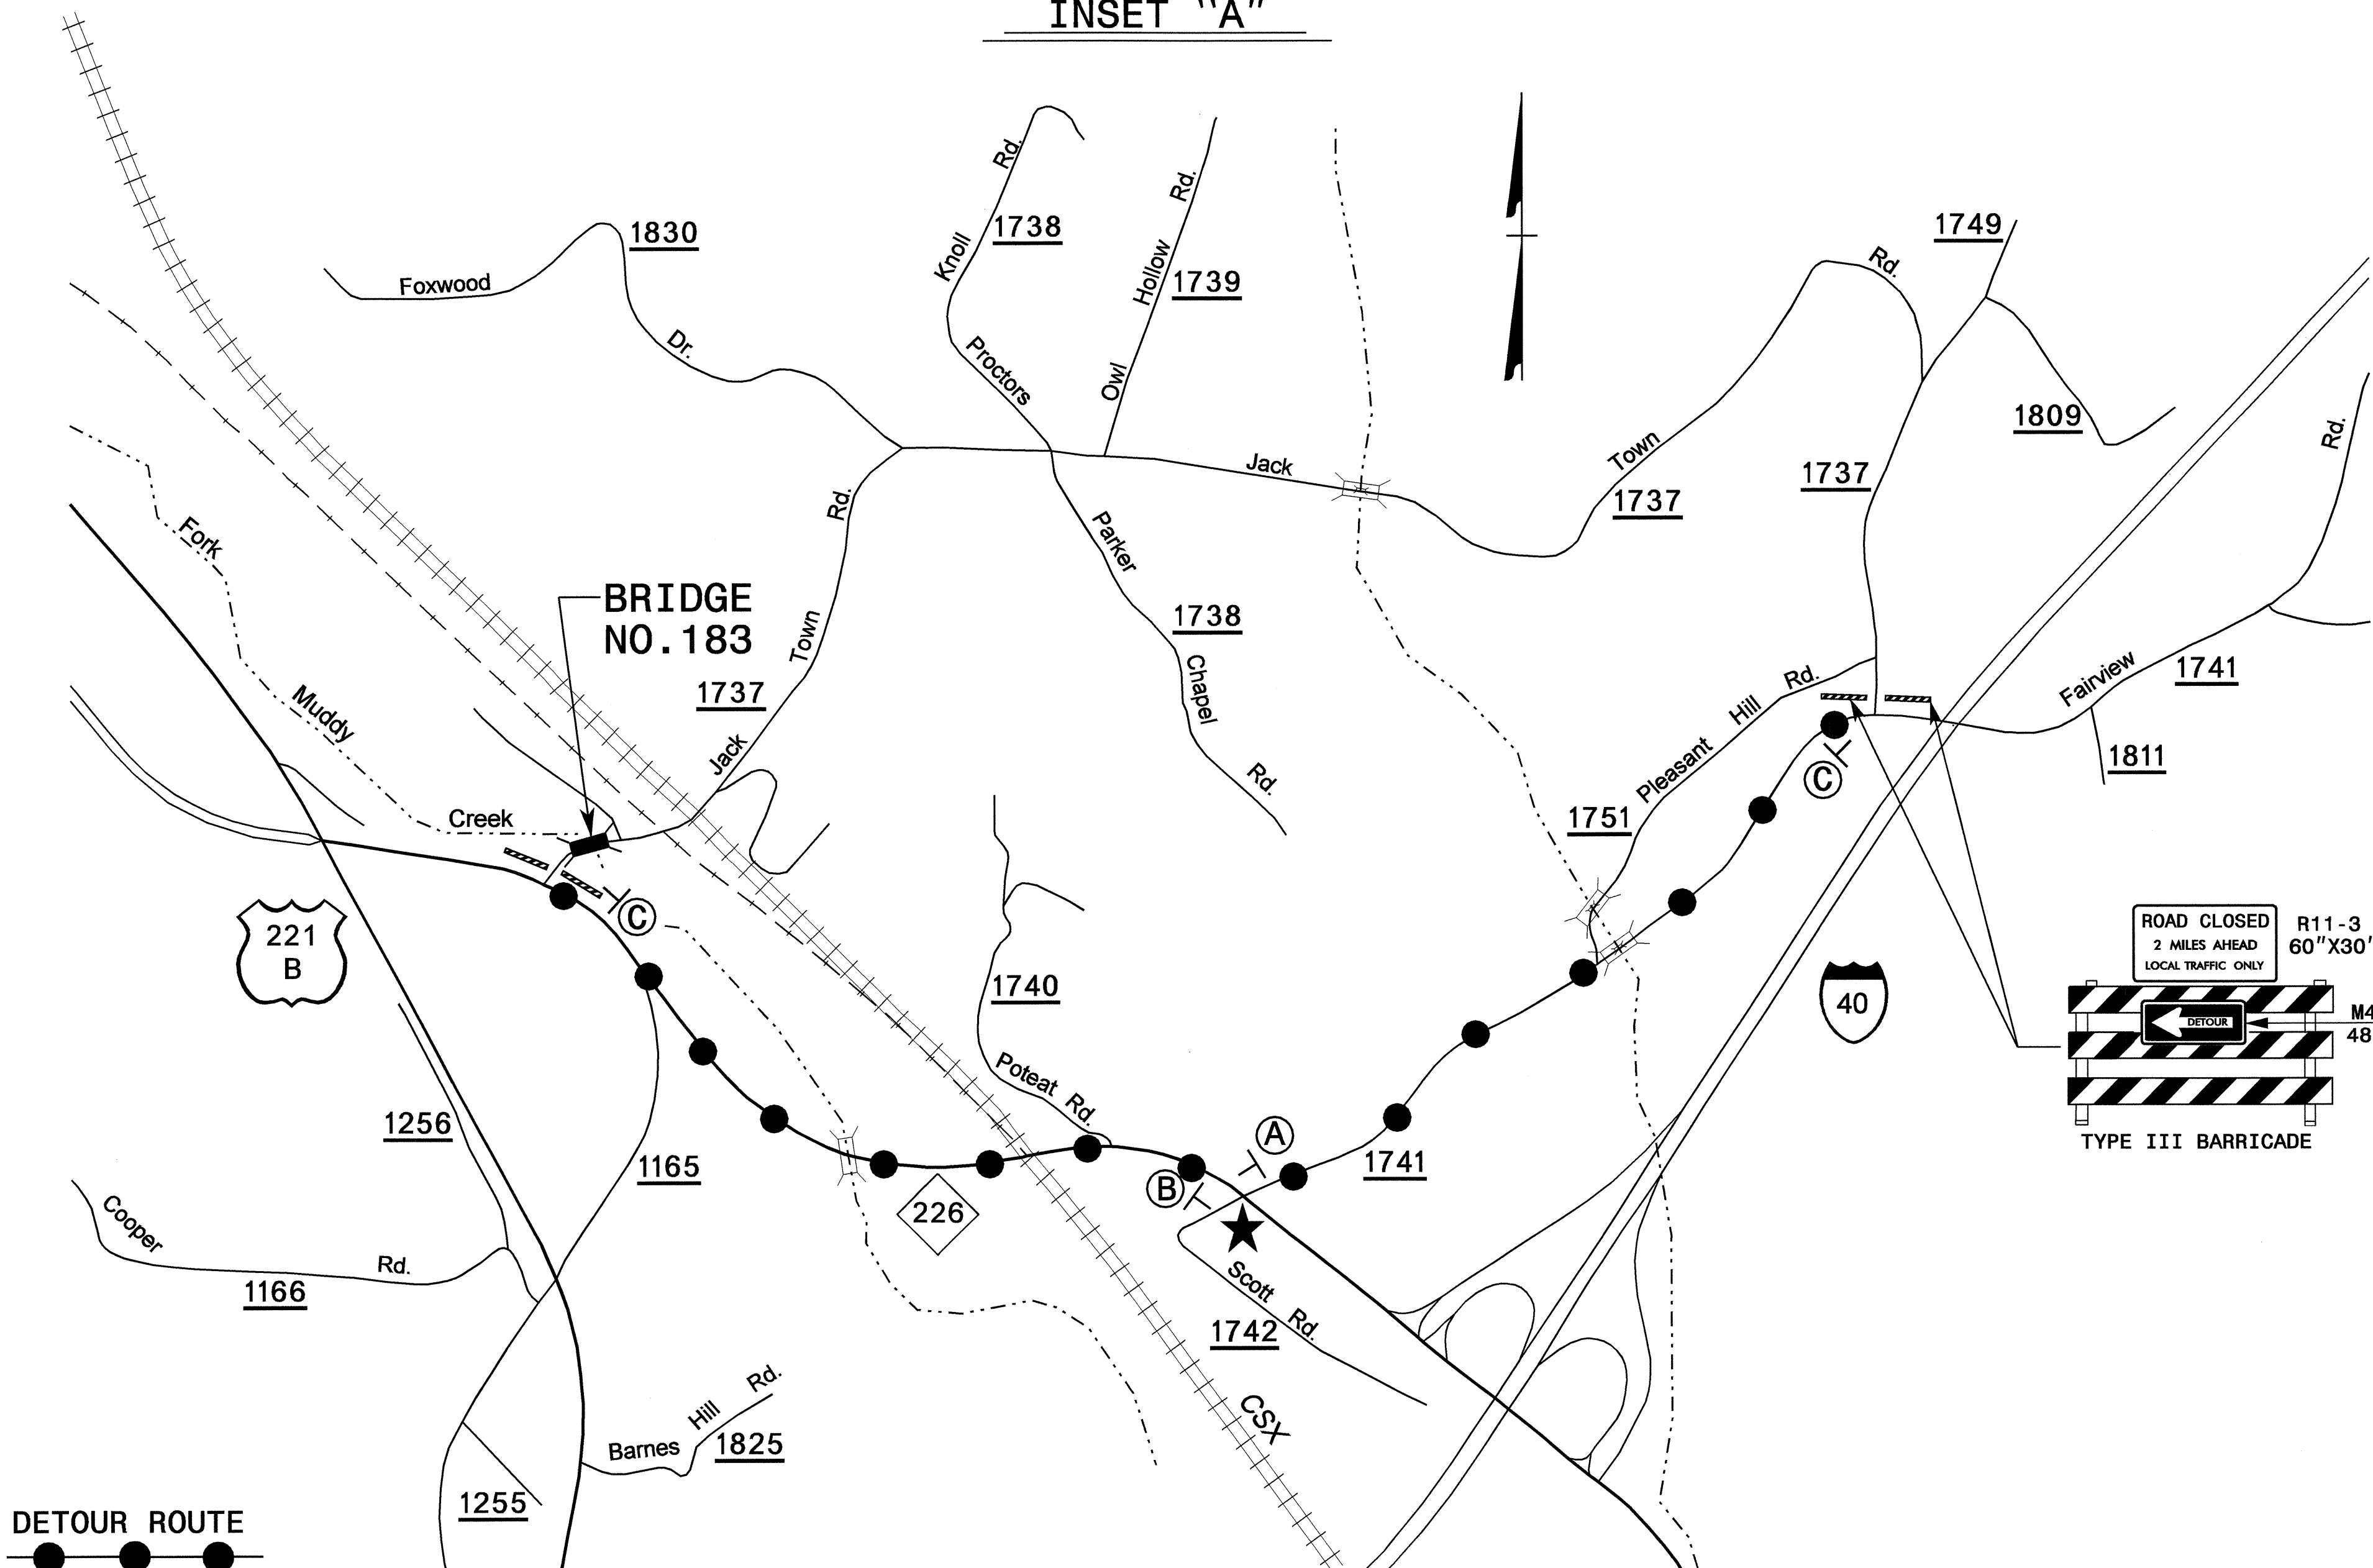 INSET "A"
Knoll Rd.
1738
Hollow Rd.
1739
Owl
1830
Foxwood
Dr.
Proctors
1749
Rd.
1809
Rd.
Jack
Town
1737
1737
Rd.
Parker
Fork
BRIDGE
NO.183
Town
1738
Chapel
Rd.
Muddy
1737
Jack
Creek
Pleasant Hill Rd.
1751
Fairview
1741
1811
C
C
221
B
1740
Poteat Rd.
40
ROAD CLOSED
2 MILES AHEAD
LOCAL TRAFFIC ONLY
R11-3
60"X30'
DETOUR
M4
48
TYPE III BARRICADE
1256
1165
A
B
1741
226
Cooper Rd.
1166
Scott Rd.
1742
CSX
Barnes Hill Rd.
1825
1255
DETOUR ROUTE